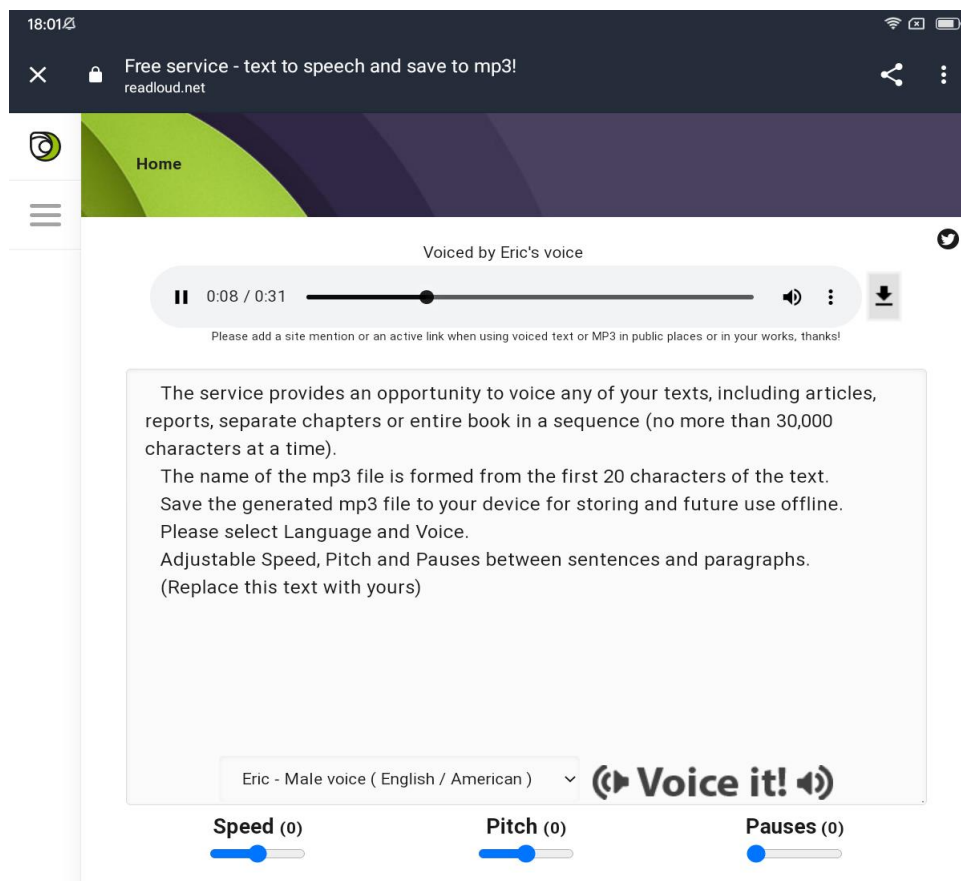 18:01
Free service - text to speech and save to mp3!
readloud.net
Home
Voiced by Eric's voice
0:08 / 0:31
Please add a site mention or an active link when using voiced text or MP3 in public places or in your works, thanks!
The service provides an opportunity to voice any of your texts, including articles,
reports, separate chapters or entire book in a sequence (no more than 30,000
characters at a time).
The name of the mp3 file is formed from the first 20 characters of the text.
Save the generated mp3 file to your device for storing and future use offline.
Please select Language and Voice.
Adjustable Speed, Pitch and Pauses between sentences and paragraphs.
(Replace this text with yours)
Eric - Male voice ( English / American )
Voice it!
Speed (0)
Pitch (0)
Pauses (0)